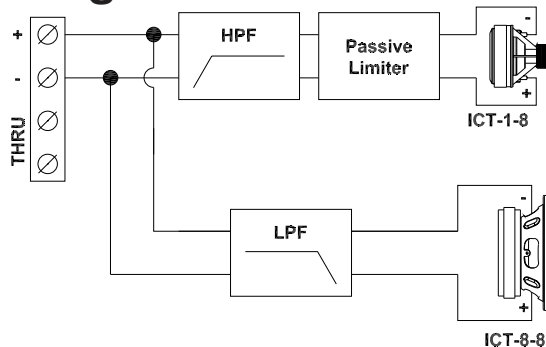 +
HPF
Passive
Limiter
-
-
+
ICT-1-8
THRU
LPF
-
+
ICT-8-8